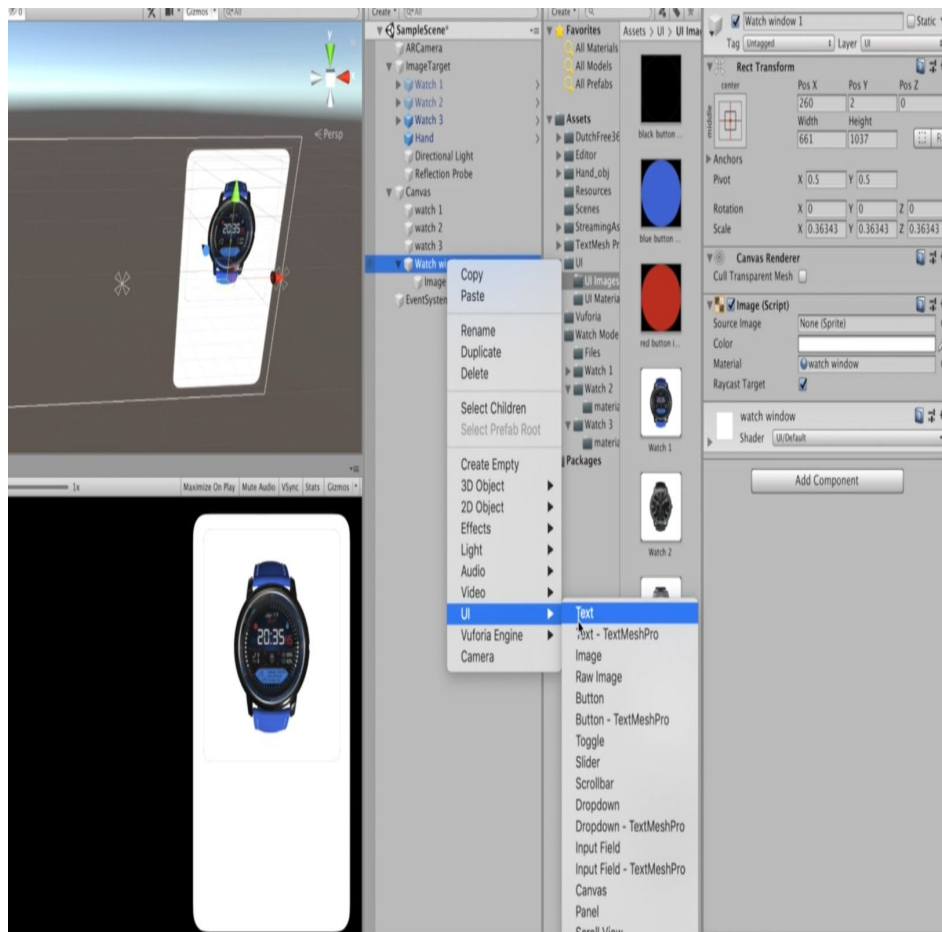 Gizmos
Q*All
Persp
y
1x
Maximize On Play Mute Audio VSync Stats Gizmos
20:35
Create Q*All
SampleScene*
ARCamera
ImageTarget
Watch 1
Watch 2
Watch 3
Hand
Directional Light
Reflection Probe
Canvas
watch 1
watch 2
watch 3
Watch wi
Image
EventSystem
Copy
Paste
Rename
Duplicate
Delete
Select Children
Select Prefab Root
Create Empty
3D Object
2D Object
Effects
Light
Audio
Video
UI
Vuforia Engine
Camera
Text
Text - TextMeshPro
Image
Raw Image
Button
Button - TextMeshPro
Toggle
Slider
Scrollbar
Dropdown
Dropdown - TextMeshPro
Input Field
Input Field - TextMeshPro
Canvas
Panel
Scroll View
Create
Favorites
All Materials
All Models
All Prefabs
Assets
DutchFree36
Editor
Hand_obj
Resources
Scenes
StreamingAs
TextMesh Pr
UI
UI Images
UI Materia
Vuforia
Watch Mode
Files
Watch 1
Watch 2
materia
Watch 3
materia
Packages
Assets > UI > UI Imag
black button ...
blue button ...
red button i...
Watch 1
Watch 2
Watch window 1 Static
Tag Untagged Layer UI
Rect Transform
center Pos X Pos Y Pos Z
middle 260 2 0
Width Height
661 1037
Anchors
Pivot X 0.5 Y 0.5
Rotation X 0 Y 0 Z 0
Scale X 0.36343 Y 0.36343 Z 0.36343
Canvas Renderer
Cull Transparent Mesh
Image (Script)
Source Image None (Sprite)
Color
Material watch window
Raycast Target
watch window
Shader UI/Default
Add Component